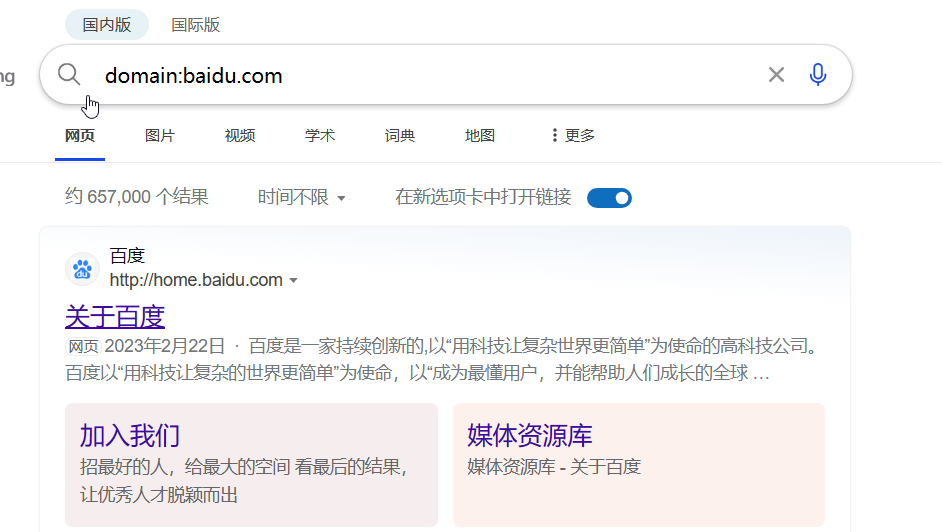 国内版 国际版
ng domain:baidu.com
网页 图片 视频 学术 词典 地图 更多
约 657,000 个结果 时间不限 在新选项卡中打开链接
百度
http://home.baidu.com
关于百度
网页 2023年2月22日 · 百度是一家持续创新的,以“用科技让复杂世界更简单”为使命的高科技公司。
百度以“用科技让复杂的世界更简单”为使命，以“成为最懂用户，并能帮助人们成长的全球 …
加入我们
招最好的人，给最大的空间 看最后的结果，
让优秀人才脱颖而出
媒体资源库
媒体资源库 - 关于百度